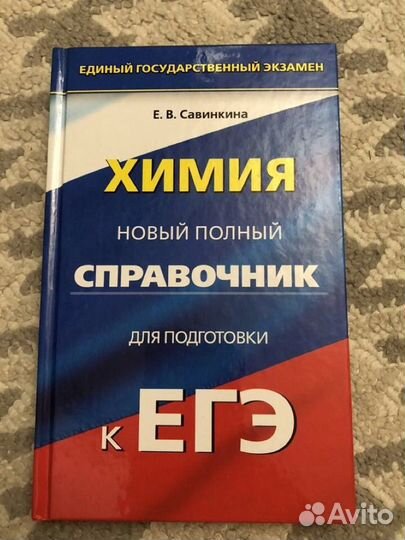 ЕДИНЫЙ ГОСУДАРСТВЕННЫЙ ЭКЗАМЕН
Е. В. Савинкина
ХИМИЯ
НОВЫЙ ПОЛНЫЙ
СПРАВОЧНИК
ДЛЯ ПОДГОТОВКИ
к ЕГЭ
Avito